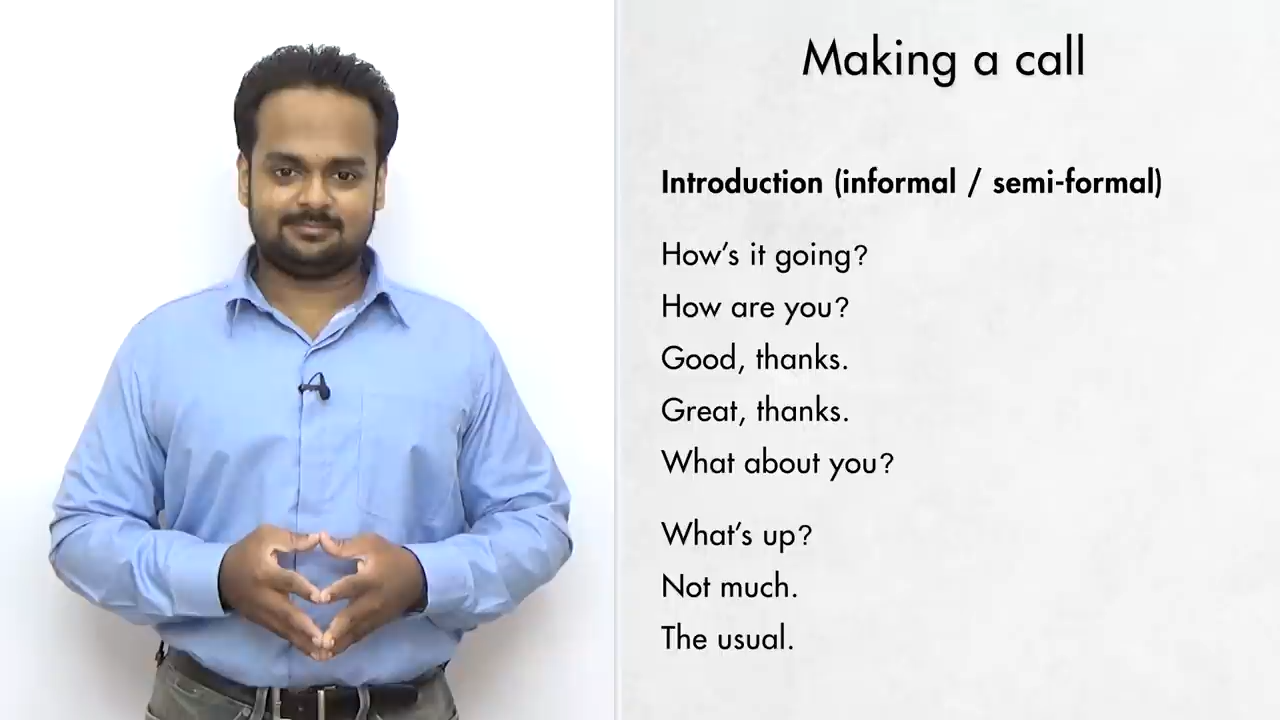 Making a call
Introduction (informal / semi-formal)
How’s it going?
How are you?
Good, thanks.
Great, thanks.
What about you?
What’s up?
Not much.
The usual.